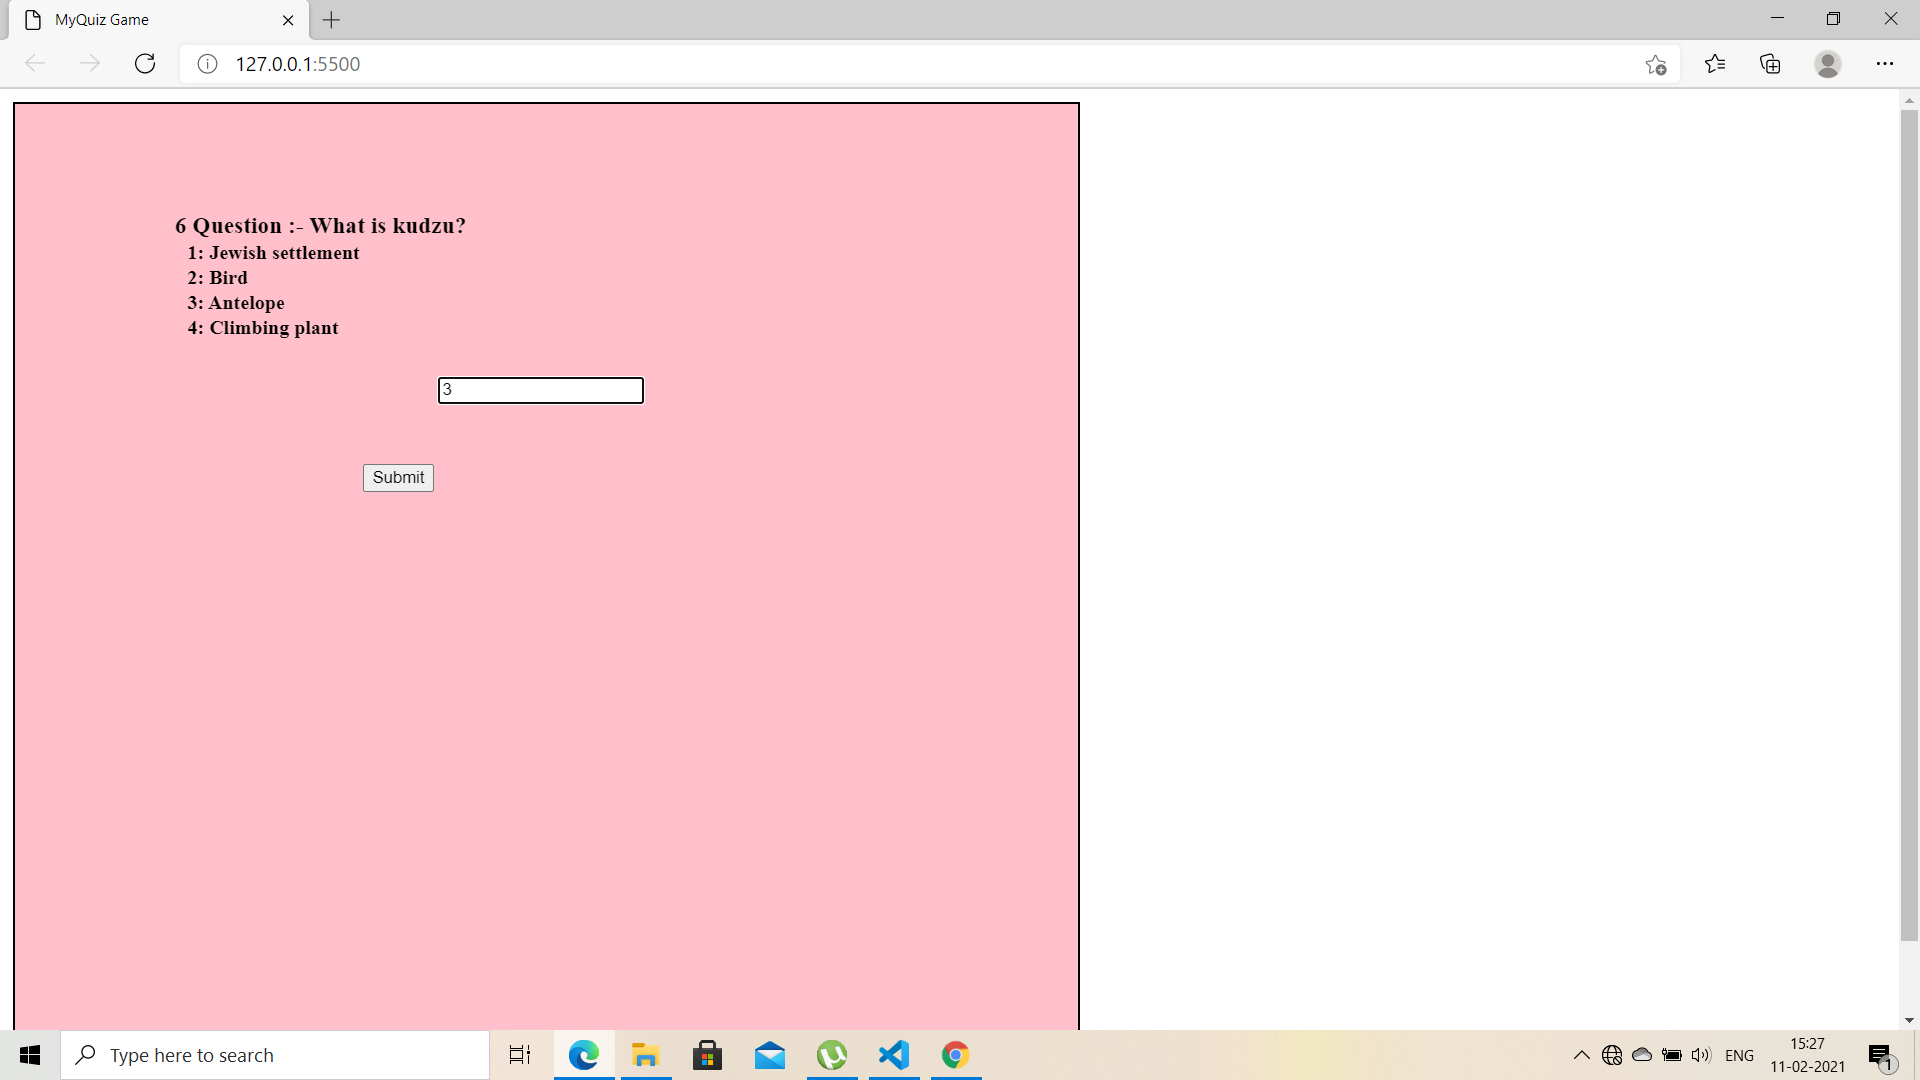 MyQuiz Game
127.0.0.1:5500
6 Question :- What is kudzu?
1: Jewish settlement
2: Bird
3: Antelope
4: Climbing plant
3
Submit
Type here to search
ENG
15:27
11-02-2021
1